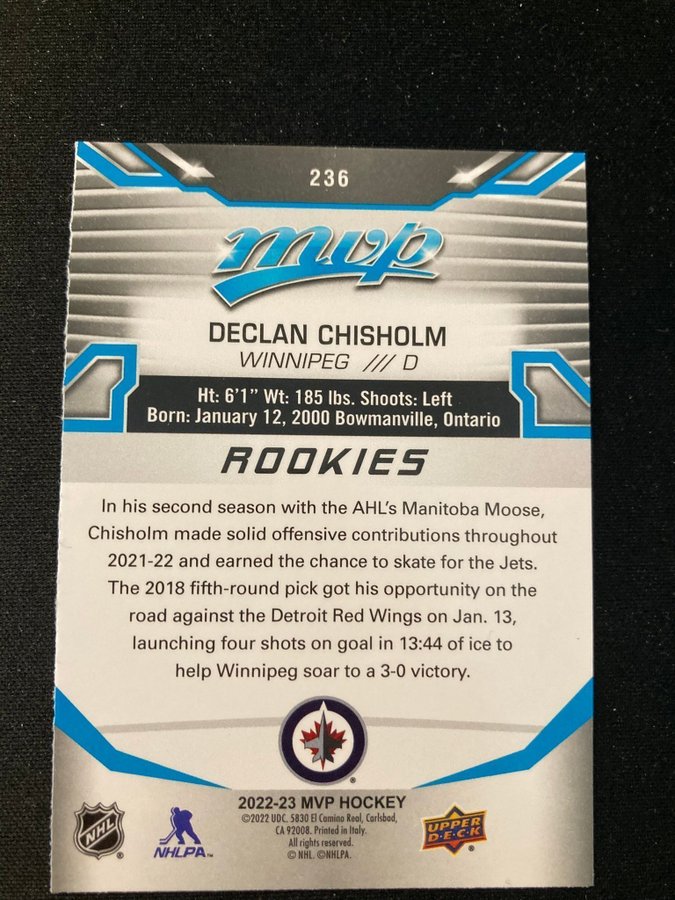 236
mvp
DECLAN CHISHOLM
WINNIPEG /// D
Ht: 6'1" Wt: 185 lbs. Shoots: Left
Born: January 12, 2000 Bowmanville, Ontario
ROOKIES
In his second season with the AHL's Manitoba Moose,
Chisholm made solid offensive contributions throughout
2021-22 and earned the chance to skate for the Jets.
The 2018 fifth-round pick got his opportunity on the
road against the Detroit Red Wings on Jan. 13,
launching four shots on goal in 13:44 of ice to
help Winnipeg soar to a 3-0 victory.
2022-23 MVP HOCKEY
©2022 UDC. 5830 El Camino Real, Carlsbad,
CA 92008. Printed in Italy.
All rights reserved.
© NHL. ©NHLPA.
NHL
NHLPA
UPPER
DECK